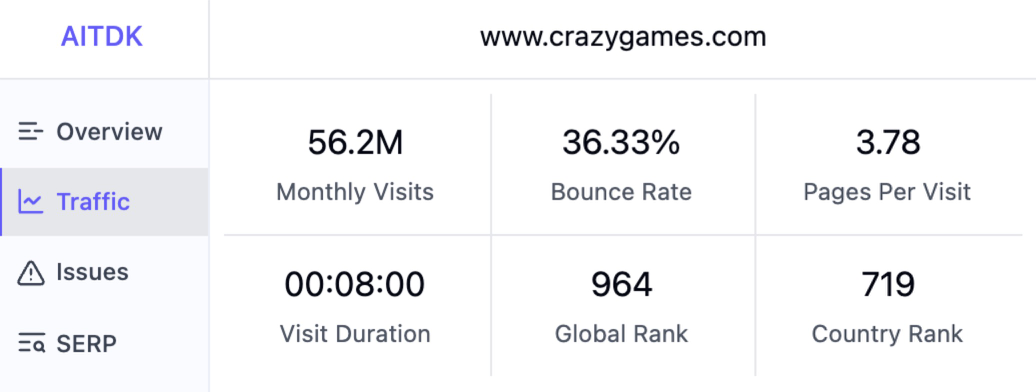 AITDK
www.crazygames.com
Overview
Traffic
Issues
SERP
56.2M
Monthly Visits
36.33%
Bounce Rate
3.78
Pages Per Visit
00:08:00
Visit Duration
964
Global Rank
719
Country Rank